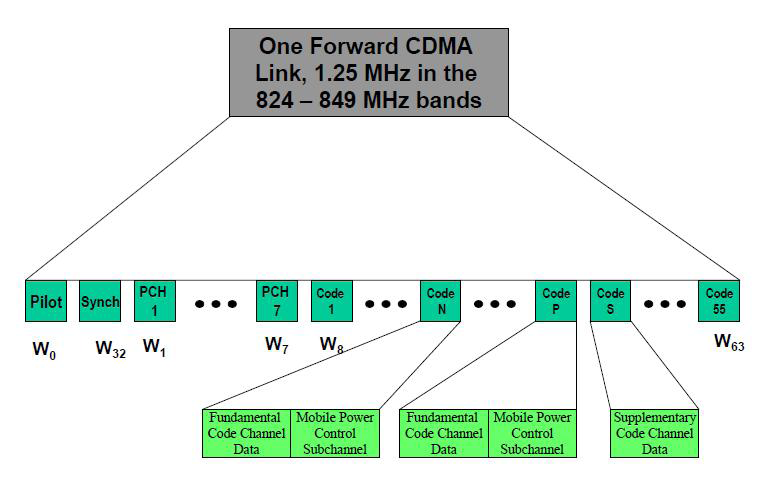 One Forward CDMA
Link, 1.25 MHz in the
824 – 849 MHz bands
Pilot
Synch
PCH
1
PCH
7
Code
1
Code
N
Code
P
Code
S
Code
55
W0
W32
W1
W7
W8
W63
Fundamental
Code Channel
Data
Mobile Power
Control
Subchannel
Fundamental
Code Channel
Data
Mobile Power
Control
Subchannel
Supplementary
Code Channel
Data